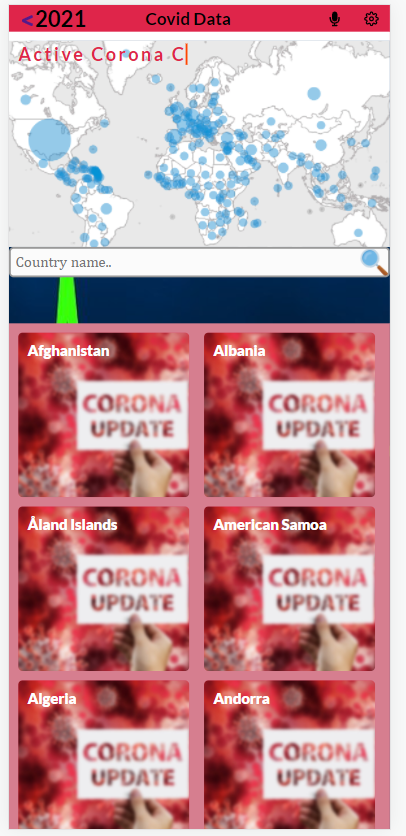 <2021 Covid Data
Active Corona C
Country name..
Afghanistan
CORONA
UPDATE
Albania
CORONA
UPDATE
Åland Islands
CORONA
UPDATE
American Samoa
CORONA
UPDATE
Algeria
CORONA
UPDATE
Andorra
CORONA
UPDATE